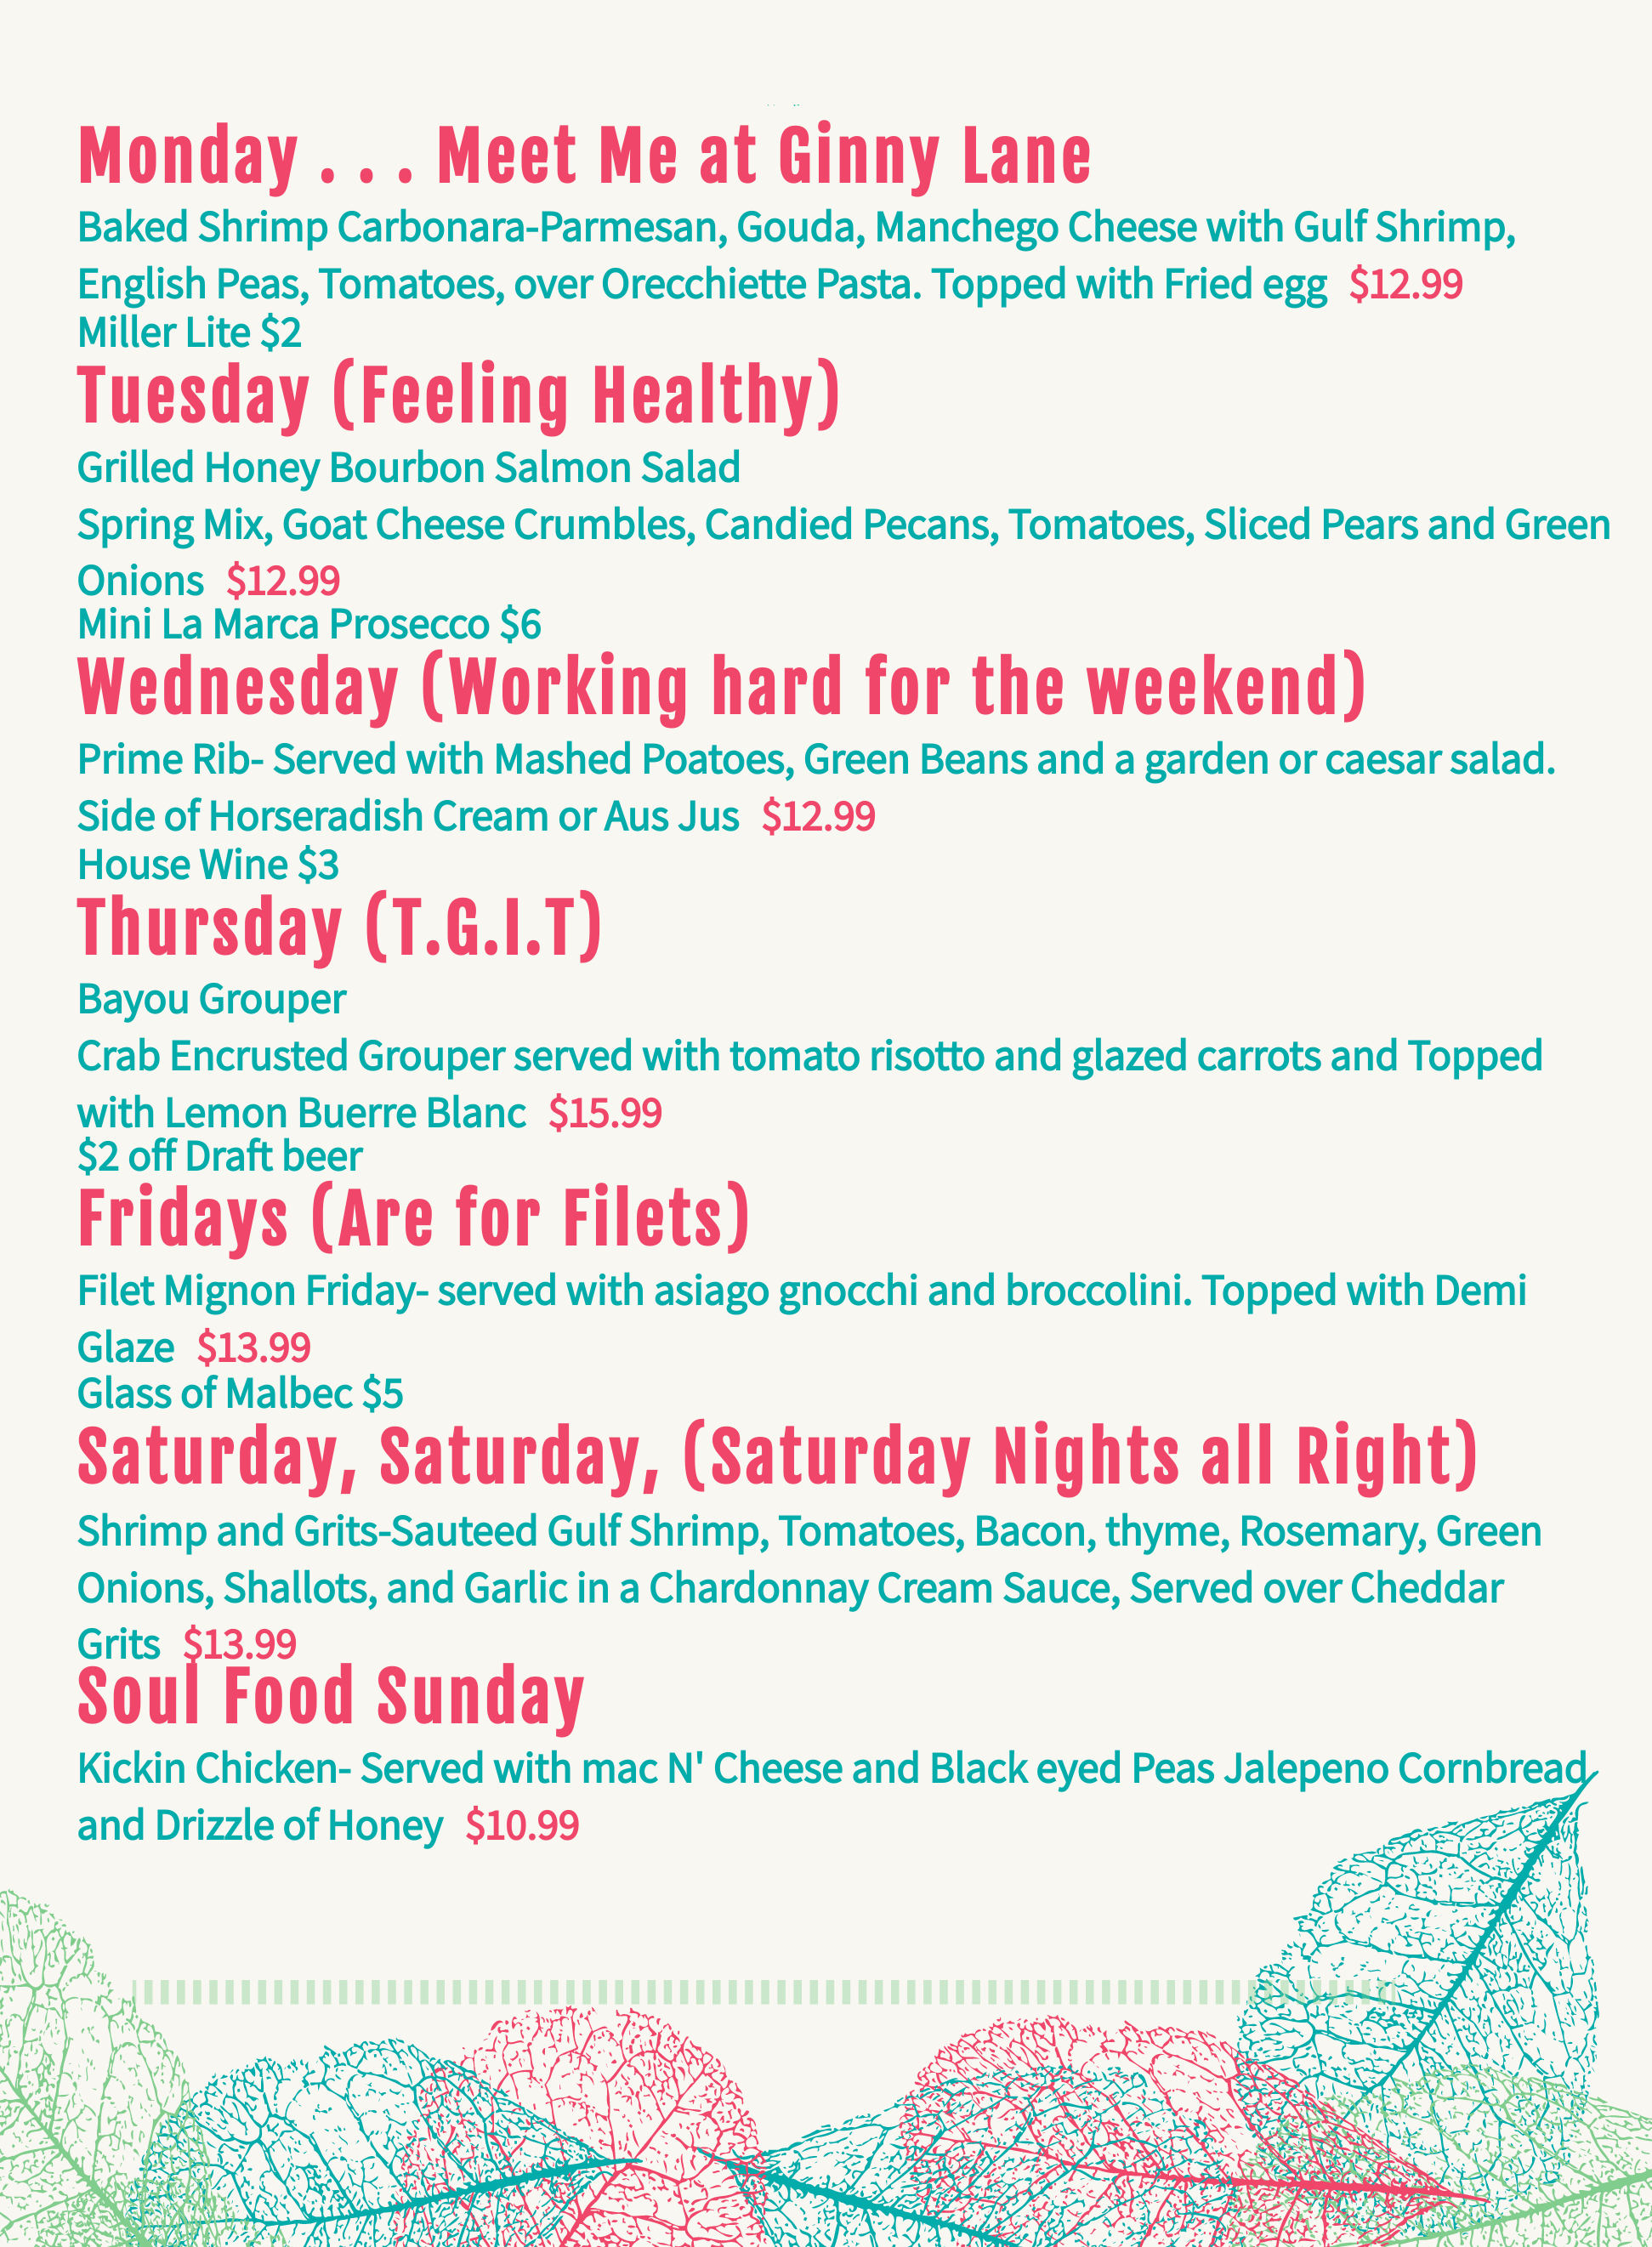 Monday . . . Meet Me at Ginny Lane
Baked Shrimp Carbonara-Parmesan, Gouda, Manchego Cheese with Gulf Shrimp,
English Peas, Tomatoes, over Orecchiette Pasta. Topped with Fried egg $12.99
Miller Lite $2
Tuesday (Feeling Healthy)
Grilled Honey Bourbon Salmon Salad
Spring Mix, Goat Cheese Crumbles, Candied Pecans, Tomatoes, Sliced Pears and Green
Onions $12.99
Mini La Marca Prosecco $6
Wednesday (Working hard for the weekend)
Prime Rib- Served with Mashed Poatoes, Green Beans and a garden or caesar salad.
Side of Horseradish Cream or Aus Jus $12.99
House Wine $3
Thursday (T.G.I.T)
Bayou Grouper
Crab Encrusted Grouper served with tomato risotto and glazed carrots and Topped
with Lemon Buerre Blanc $15.99
$2 off Draft beer
Fridays (Are for Filets)
Filet Mignon Friday- served with asiago gnocchi and broccolini. Topped with Demi
Glaze $13.99
Glass of Malbec $5
Saturday, Saturday, (Saturday Nights all Right)
Shrimp and Grits-Sauteed Gulf Shrimp, Tomatoes, Bacon, thyme, Rosemary, Green
Onions, Shallots, and Garlic in a Chardonnay Cream Sauce, Served over Cheddar
Grits $13.99
Soul Food Sunday
Kickin Chicken- Served with mac N' Cheese and Black eyed Peas Jalepeno Cornbread
and Drizzle of Honey $10.99